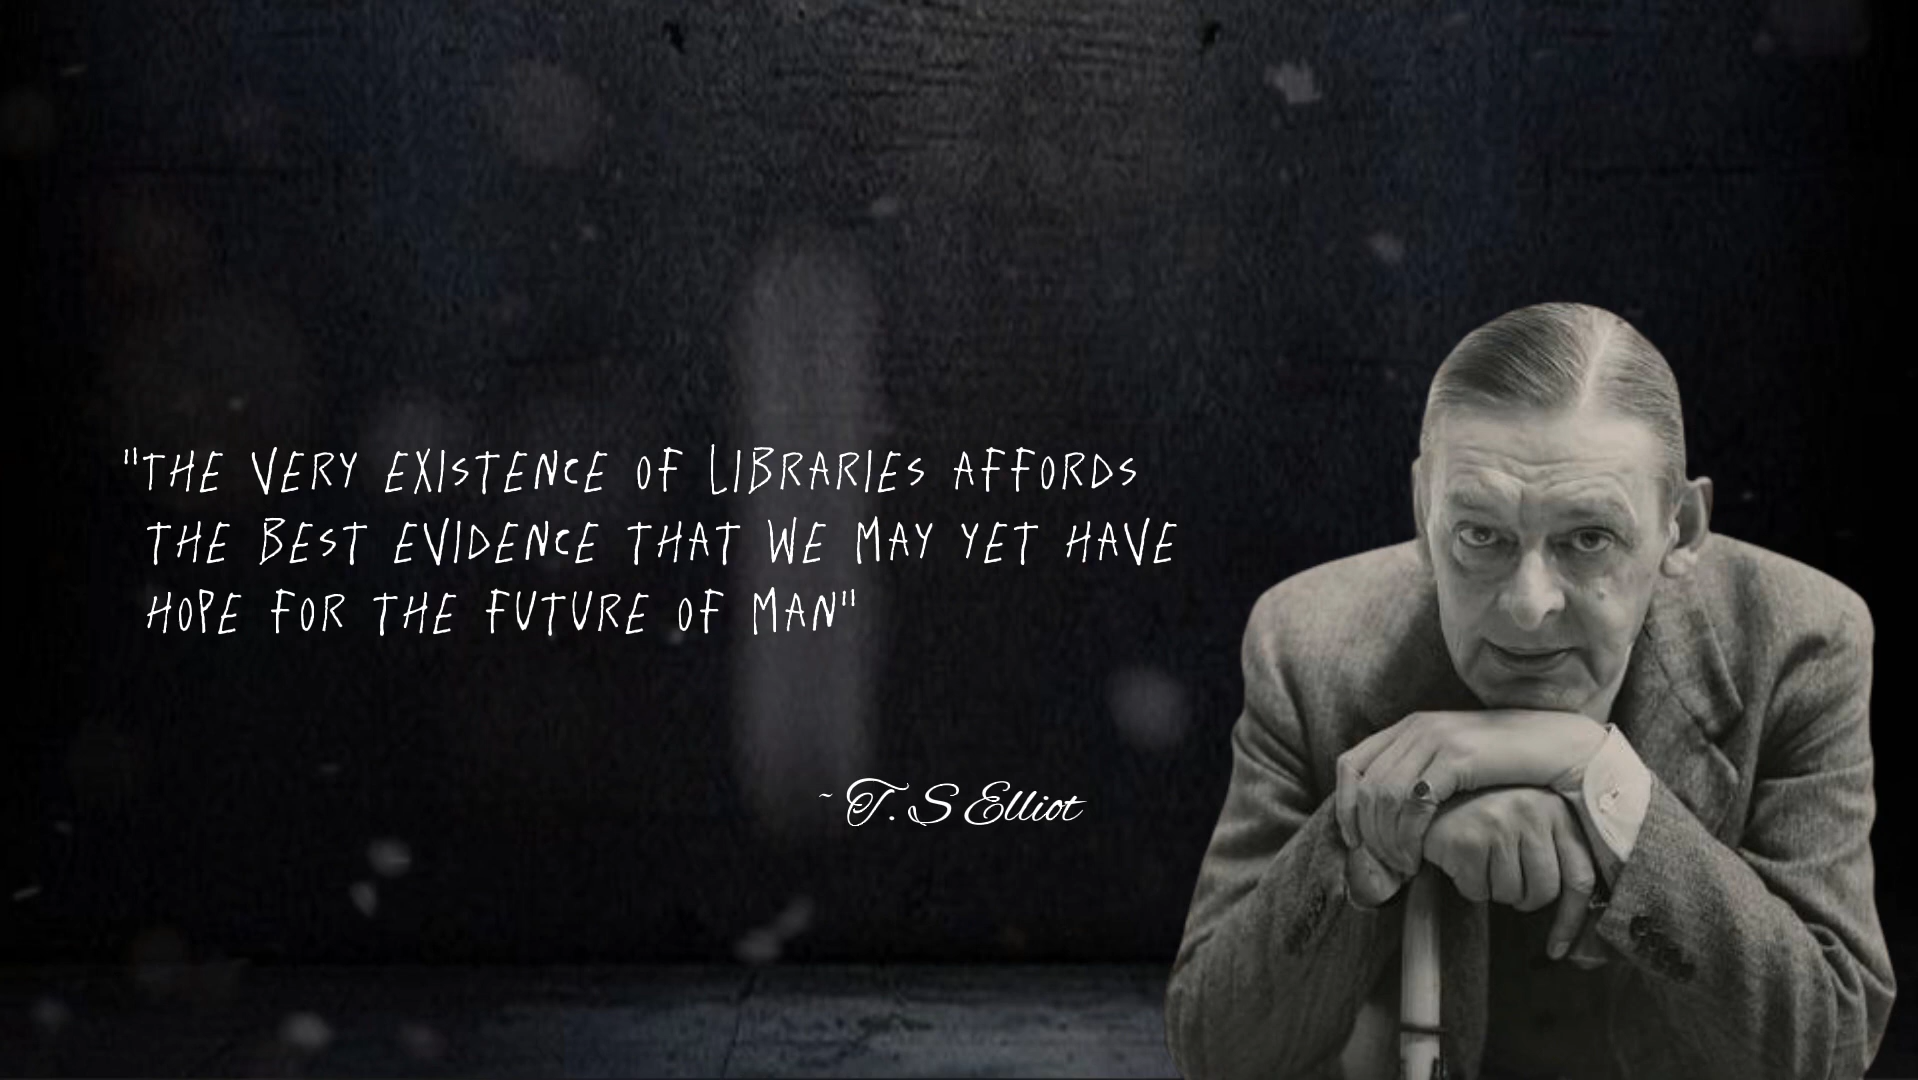 "THE VERY EXISTENCE OF LIBRARIES AFFORDS
THE BEST EVIDENCE THAT WE MAY YET HAVE
HOPE FOR THE FUTURE OF MAN"
~ T. S Elliot